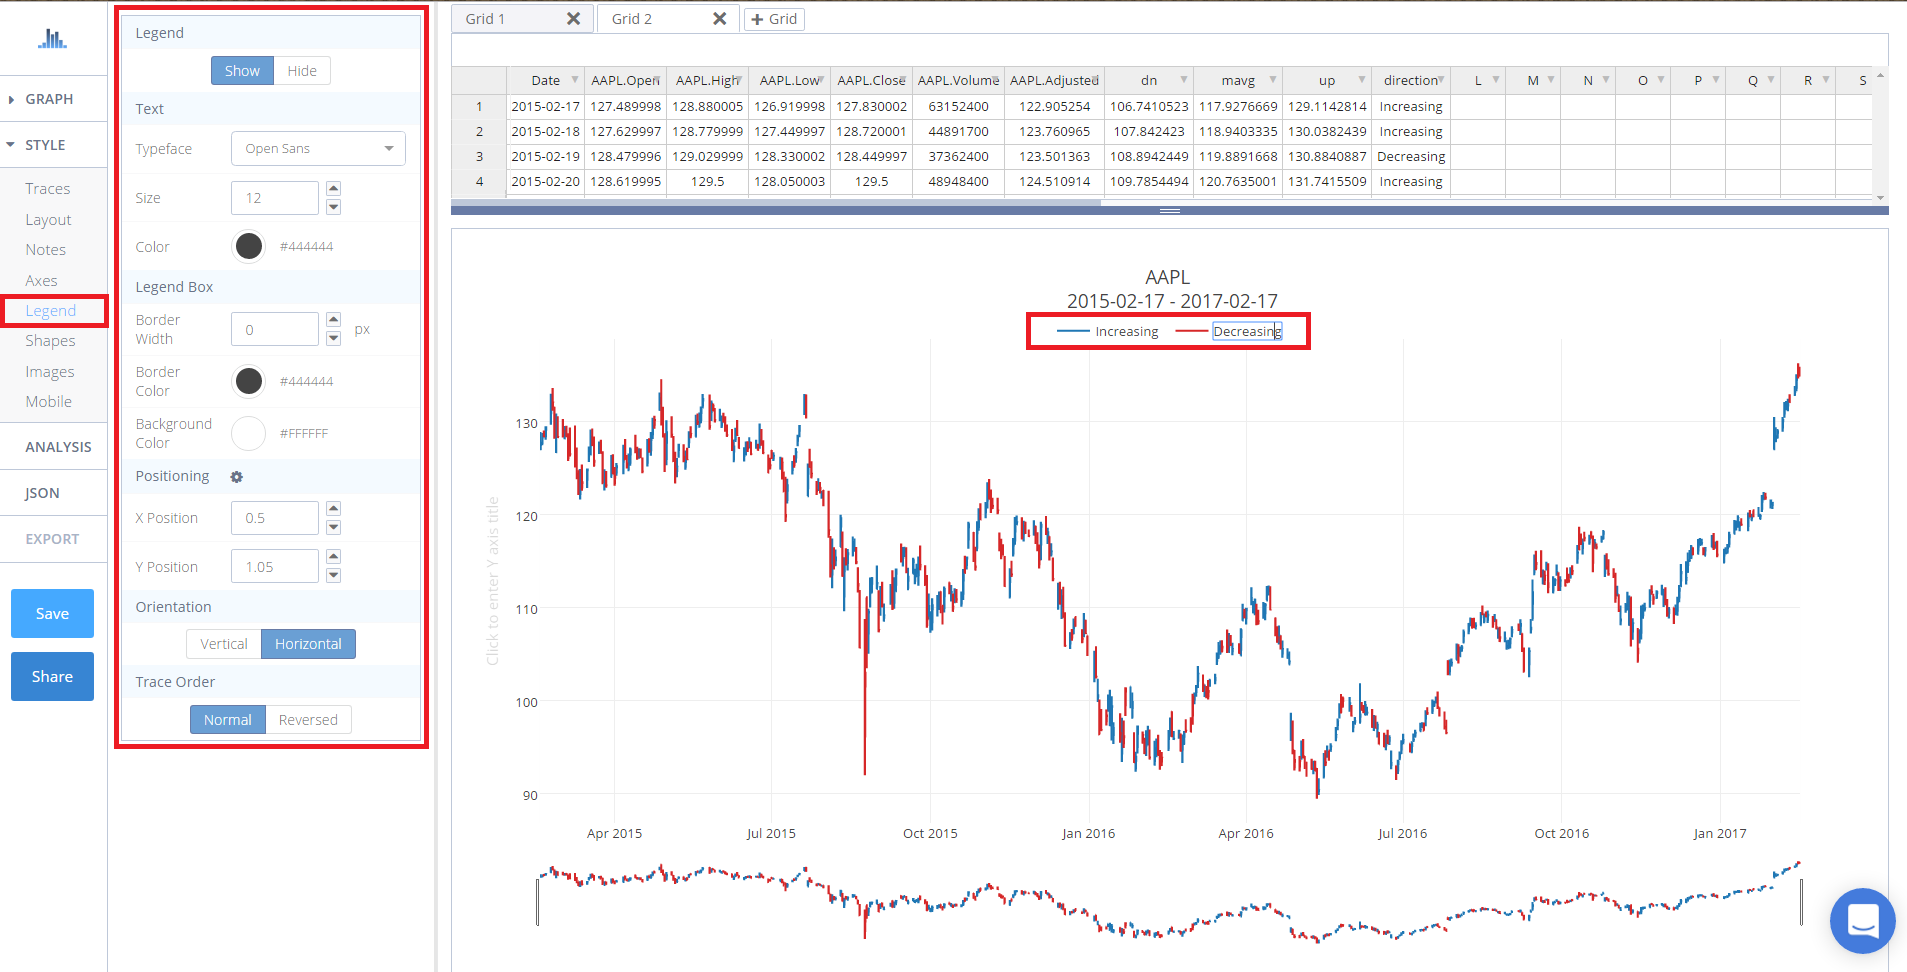 GRAPH
STYLE
Traces
Layout
Notes
Axes
Legend
Shapes
Images
Mobile
ANALYSIS
JSON
EXPORT
Save
Share
Legend
Show Hide
Text
Typeface Open Sans
Size 12
Color #444444
Legend Box
Border
Width 0 px
Border
Color #444444
Background
Color #FFFFFF
Positioning
X Position 0.5
Y Position 1.05
Orientation
Vertical Horizontal
Trace Order
Normal Reversed
Grid 1 Grid 2 + Grid
Date AAPL.Open AAPL.High AAPL.Low AAPL.Close AAPL.Volume AAPL.Adjusted dn mavg up direction L M N O P Q R S
1 2015-02-17 127.489998 128.880005 126.919998 127.830002 63152400 122.905254 106.7410523 117.9276669 129.1142814 Increasing
2 2015-02-18 127.629997 128.779999 127.449997 128.720001 44891700 123.760965 107.842423 118.9403335 130.0382439 Increasing
3 2015-02-19 128.479996 129.029999 128.330002 128.449997 37362400 123.501363 108.8942449 119.8891668 130.8840887 Decreasing
4 2015-02-20 128.619995 129.5 128.050003 129.5 48948400 124.510914 109.7854494 120.7635001 131.7415509 Increasing
AAPL
2015-02-17 - 2017-02-17
Increasing Decreasing
Click to enter Y axis title
130
120
110
100
90
Apr 2015 Jul 2015 Oct 2015 Jan 2016 Apr 2016 Jul 2016 Oct 2016 Jan 2017